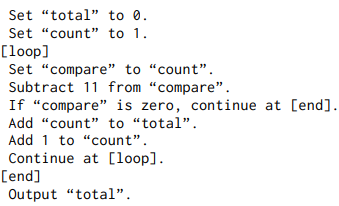 Set “total” to 0.
Set “count” to 1.
[loop]
Set “compare” to “count”.
Subtract 11 from “compare”.
If “compare” is zero, continue at [end].
Add “count” to “total”.
Add 1 to “count”.
Continue at [loop].
[end]
Output “total”.